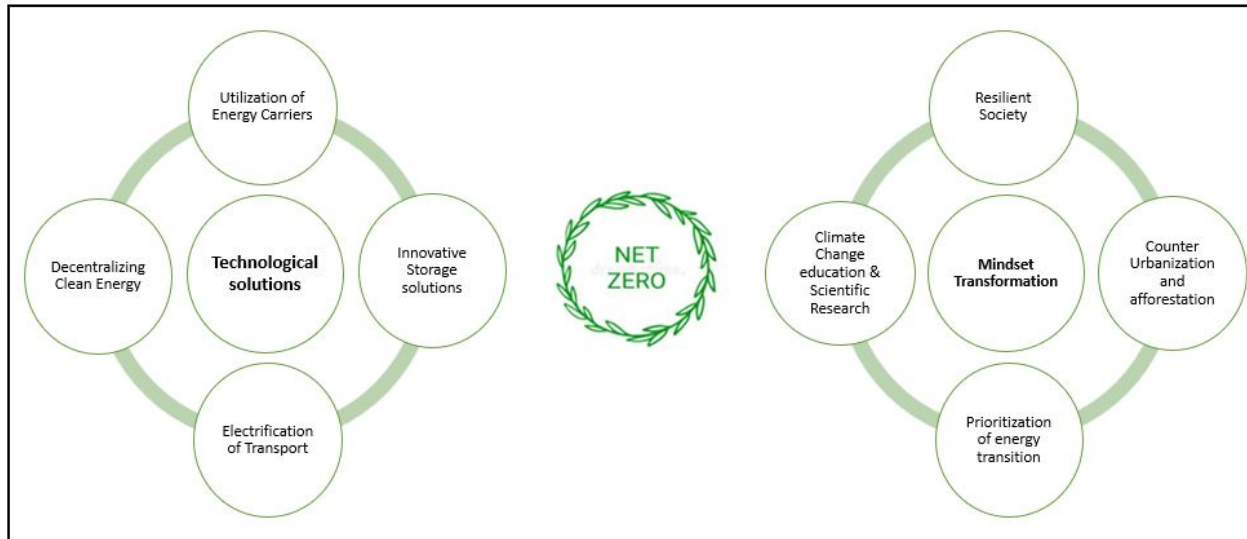 Utilization of
Energy Carriers
Decentralizing
Clean Energy
Technological
solutions
Innovative
Storage
solutions
Electrification
of Transport
NET
ZERO
Resilient
Society
Climate
Change
education &
Scientific
Research
Mindset
Transformation
Counter
Urbanization
and
afforestation
Prioritization
of energy
transition